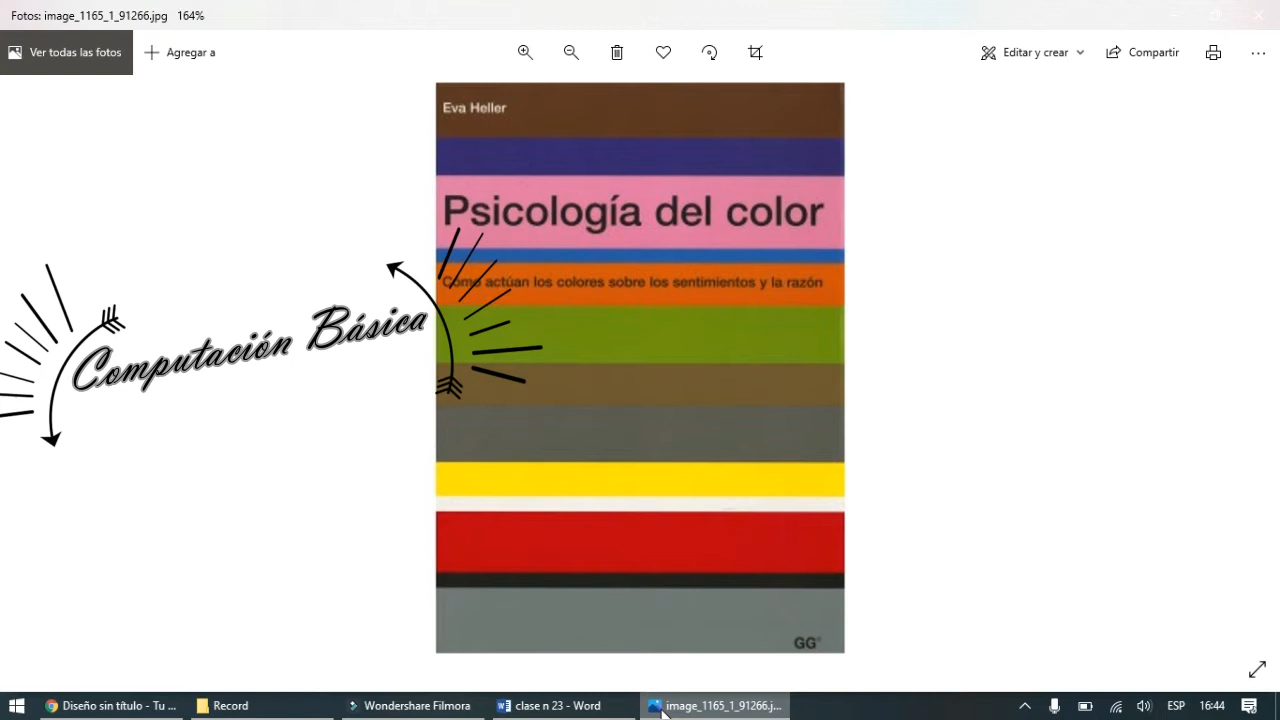 Fotos: image_1165_1_91266.jpg 164%
Ver todas las fotos
Agregar a
Editar y crear
Compartir
Eva Heller
Psicología del color
Cómo actúan los colores sobre los sentimientos y la razón
Computación Básica
GG®
Diseño sin título - Tu ...
Record
Wondershare Filmora
clase n 23 - Word
image_1165_1_91266.j...
ESP
16:44